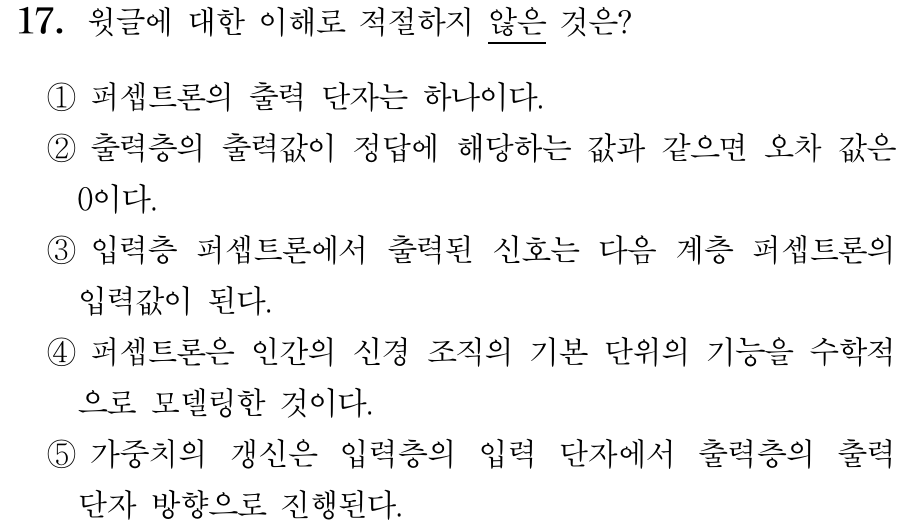 17. 윗글에 대한 이해로 적절하지 않은 것은?
① 퍼셉트론의 출력 단자는 하나이다.
② 출력층의 출력값이 정답에 해당하는 값과 같으면 오차 값은
0이다.
③ 입력층 퍼셉트론에서 출력된 신호는 다음 계층 퍼셉트론의
입력값이 된다.
④ 퍼셉트론은 인간의 신경 조직의 기본 단위의 기능을 수학적
으로 모델링한 것이다.
⑤ 가중치의 갱신은 입력층의 입력 단자에서 출력층의 출력
단자 방향으로 진행된다.